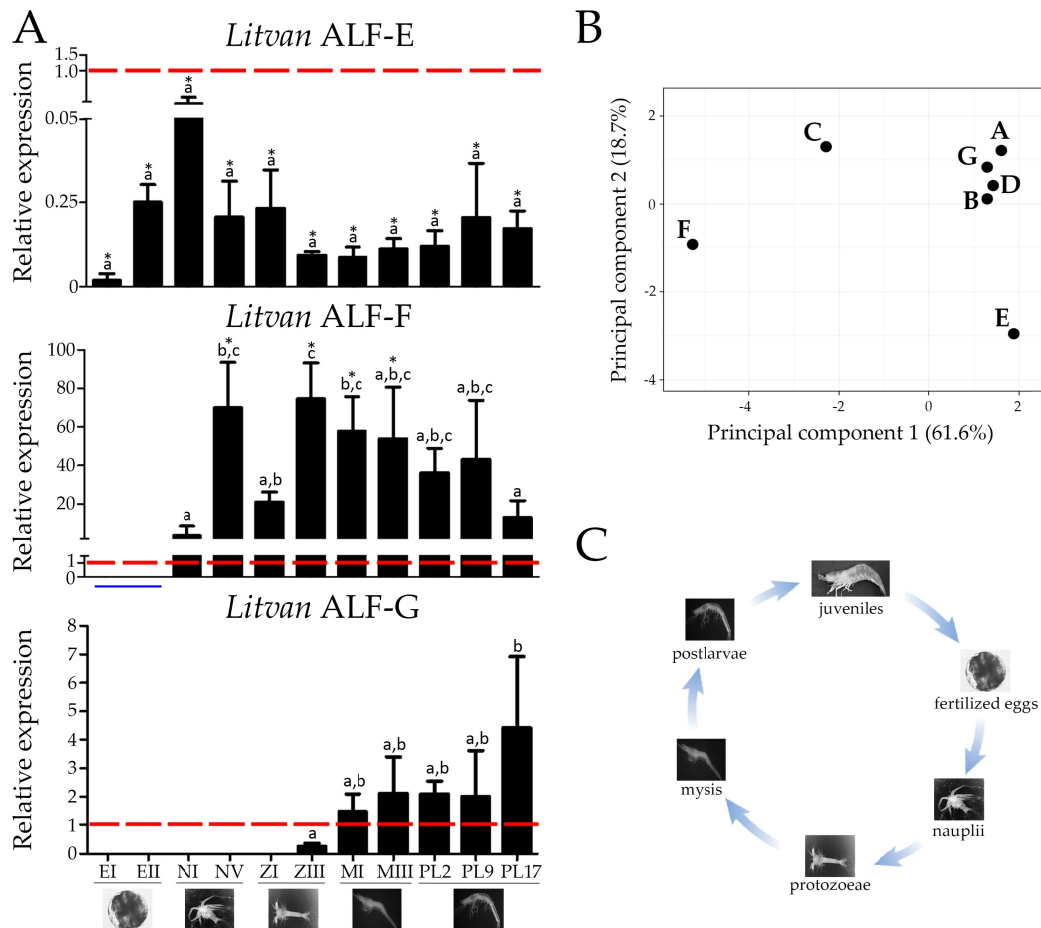 A
Litvan ALF-E
Relative expression
1.5
1.0
0.05
0.25
0
*
a
*
a
*
a
*
a
*
a
*
a
*
a
*
a
*
a
*
a
*
a
Litvan ALF-F
Relative expression
100
80
60
40
20
1
0
a
*
b,c
a,b
*
c
*
b,c
*
a,b,c
a,b,c
a,b,c
a
Litvan ALF-G
Relative expression
8
7
6
5
4
3
2
1
0
a
a,b
a,b
a,b
a,b
b
EI EII NI NV ZI ZIII MI MIII PL2 PL9 PL17
B
Principal component 2 (18.7%)
2
0
-2
-4
C
A
G
D
B
F
E
-4 -2 0 2
Principal component 1 (61.6%)
C
juveniles
fertilized eggs
nauplii
protozoeae
mysis
postlarvae